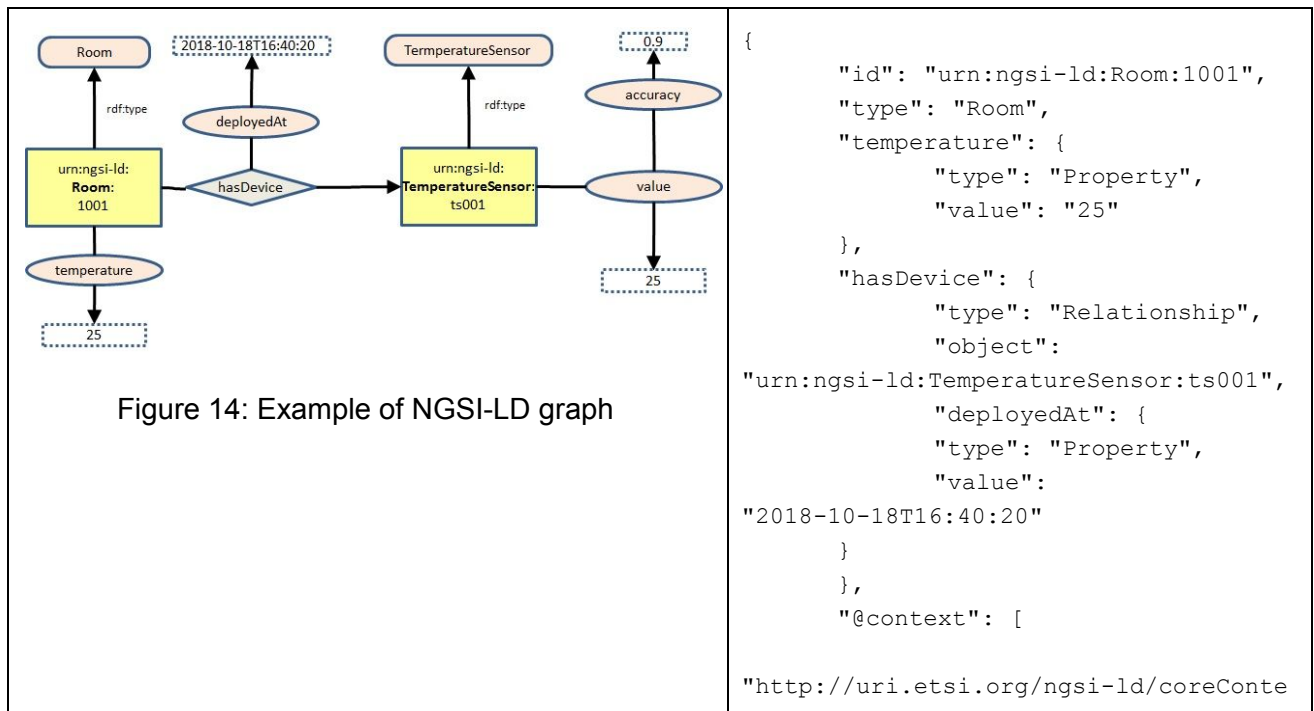 Room
2018-10-18T16:40:20
TermperatureSensor
0.9
rdf:type
deployedAt
rdf:type
accuracy
urn:ngsi-ld:
Room:
1001
hasDevice
urn:ngsi-ld:
TemperatureSensor:
ts001
value
temperature
25
25
Figure 14: Example of NGSI-LD graph
{
"id": "urn:ngsi-ld:Room:1001",
"type": "Room",
"temperature": {
"type": "Property",
"value": "25"
},
"hasDevice": {
"type": "Relationship",
"object":
"urn:ngsi-ld:TemperatureSensor:ts001",
"deployedAt": {
"type": "Property",
"value":
"2018-10-18T16:40:20"
}
},
"@context": [
"http://uri.etsi.org/ngsi-ld/coreConte